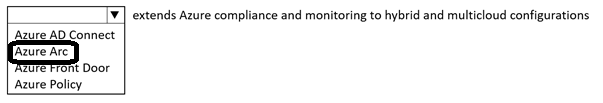 extends Azure compliance and monitoring to hybrid and multicloud configurations
Azure AD Connect
Azure Arc
Azure Front Door
Azure Policy